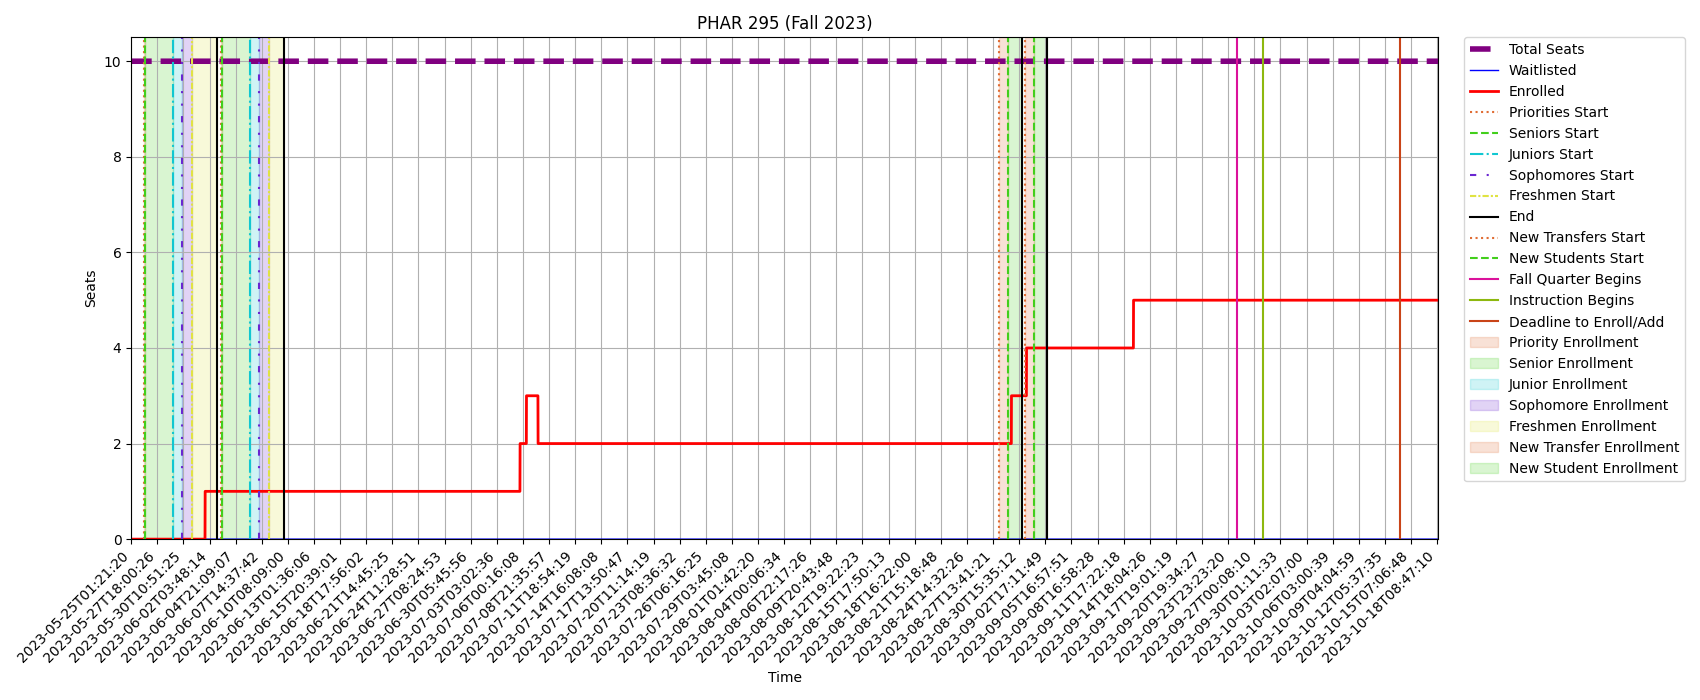 PHAR 295 (Fall 2023)
10
8
6
4
2
0
Seats
2023-05-25T01:21:20
2023-05-27T18:00:26
2023-05-30T10:51:25
2023-06-02T03:48:14
2023-06-04T21:09:07
2023-06-07T14:37:42
2023-06-10T08:09:00
2023-06-13T01:36:06
2023-06-15T20:39:01
2023-06-18T17:56:02
2023-06-21T14:45:25
2023-06-24T11:28:51
2023-06-27T08:24:53
2023-06-30T05:45:56
2023-07-03T03:02:36
2023-07-06T00:16:08
2023-07-08T21:35:57
2023-07-11T18:54:19
2023-07-14T16:08:08
2023-07-17T13:50:47
2023-07-20T11:14:19
2023-07-23T08:36:32
2023-07-26T06:16:25
2023-07-29T03:45:08
2023-08-01T01:42:20
2023-08-04T00:06:34
2023-08-06T22:17:26
2023-08-09T20:43:48
2023-08-12T19:22:23
2023-08-15T17:50:13
2023-08-18T16:22:00
2023-08-21T15:18:48
2023-08-24T14:32:26
2023-08-27T13:41:21
2023-08-30T15:35:12
2023-09-02T17:11:49
2023-09-05T16:57:51
2023-09-08T16:58:28
2023-09-11T17:22:18
2023-09-14T18:04:26
2023-09-17T19:01:19
2023-09-20T19:34:27
2023-09-23T23:23:20
2023-09-27T00:08:10
2023-09-30T01:11:33
2023-10-03T02:07:00
2023-10-06T03:00:39
2023-10-09T04:04:59
2023-10-12T05:37:35
2023-10-15T07:06:48
2023-10-18T08:47:10
Time
Total Seats
Waitlisted
Enrolled
Priorities Start
Seniors Start
Juniors Start
Sophomores Start
Freshmen Start
End
New Transfers Start
New Students Start
Fall Quarter Begins
Instruction Begins
Deadline to Enroll/Add
Priority Enrollment
Senior Enrollment
Junior Enrollment
Sophomore Enrollment
Freshmen Enrollment
New Transfer Enrollment
New Student Enrollment